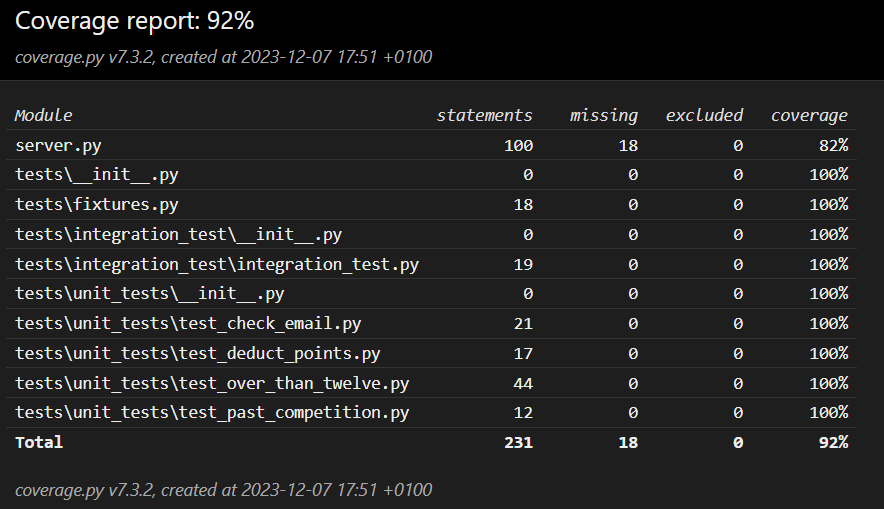 Coverage report: 92%
coverage.py v7.3.2, created at 2023-12-07 17:51 +0100
Module statements missing excluded coverage
server.py 100 18 0 82%
tests\__init__.py 0 0 0 100%
tests\fixtures.py 18 0 0 100%
tests\integration_test\__init__.py 0 0 0 100%
tests\integration_test\integration_test.py 19 0 0 100%
tests\unit_tests\__init__.py 0 0 0 100%
tests\unit_tests\test_check_email.py 21 0 0 100%
tests\unit_tests\test_deduct_points.py 17 0 0 100%
tests\unit_tests\test_over_than_twelve.py 44 0 0 100%
tests\unit_tests\test_past_competition.py 12 0 0 100%
Total 231 18 0 92%
coverage.py v7.3.2, created at 2023-12-07 17:51 +0100